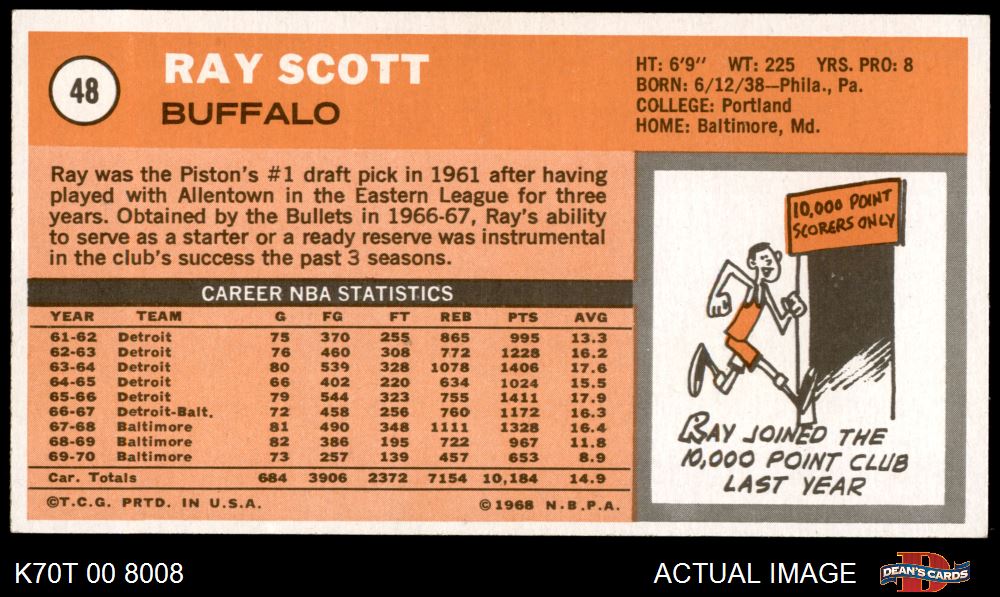 48
RAY SCOTT
BUFFALO
HT: 6'9" WT: 225 YRS. PRO: 8
BORN: 6/12/38—Phila., Pa.
COLLEGE: Portland
HOME: Baltimore, Md.
Ray was the Piston's #1 draft pick in 1961 after having
played with Allentown in the Eastern League for three
years. Obtained by the Bullets in 1966-67, Ray's ability
to serve as a starter or a ready reserve was instrumental
in the club's success the past 3 seasons.
CAREER NBA STATISTICS
YEAR TEAM G FG FT REB PTS AVG
61-62 Detroit 75 370 255 865 995 13.3
62-63 Detroit 76 460 308 772 1228 16.2
63-64 Detroit 80 539 328 1078 1406 17.6
64-65 Detroit 66 402 220 634 1024 15.5
65-66 Detroit 79 544 323 755 1411 17.9
66-67 Detroit-Balt. 72 458 256 760 1172 16.3
67-68 Baltimore 81 490 348 1111 1328 16.4
68-69 Baltimore 82 386 195 722 967 11.8
69-70 Baltimore 73 257 139 457 653 8.9
Car. Totals 684 3906 2372 7154 10,184 14.9
©T.C.G. PRTD. IN U.S.A. ©1968 N.B.P.A.
10,000 POINT
SCORERS ONLY
RAY JOINED THE
10,000 POINT CLUB
LAST YEAR
K70T 00 8008
ACTUAL IMAGE
D
DEAN'S CARDS